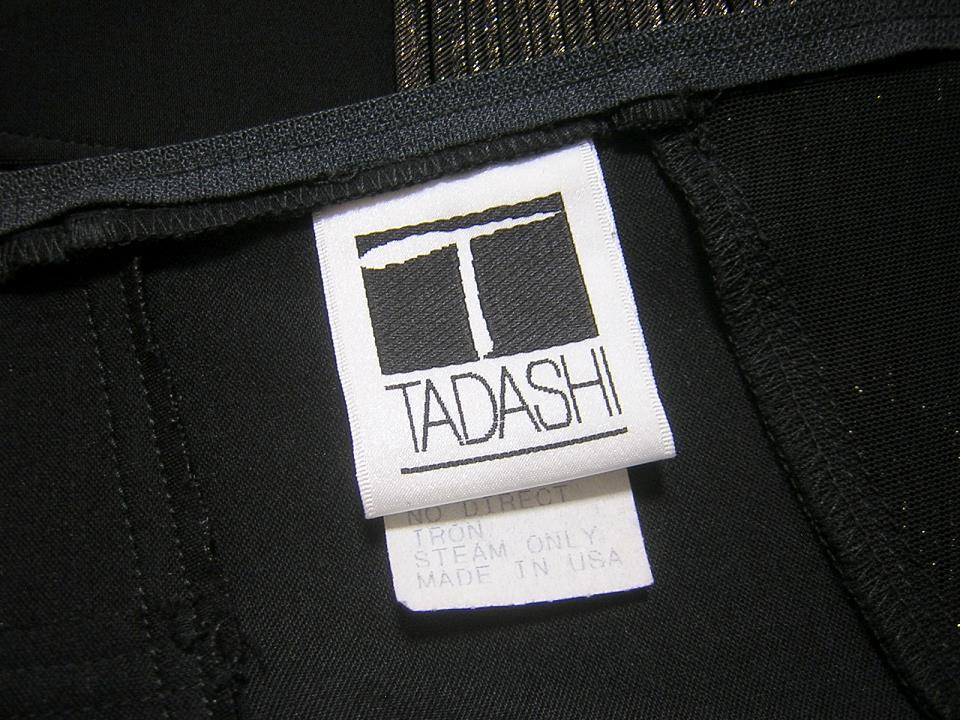 T
TADASHI
NO DIRECT
IRON
STEAM ONLY
MADE IN USA